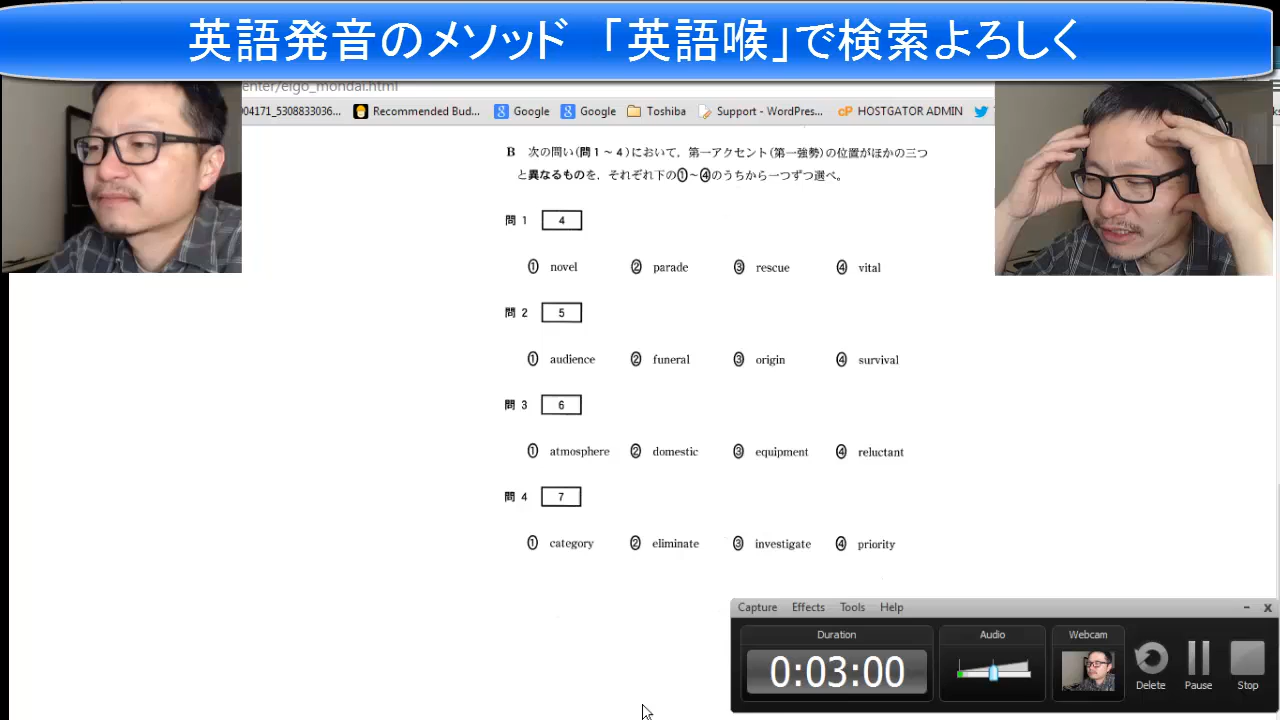 英語発音のメソッド 「英語喉」で検索よろしく
enter/eigo_mondai.html
04171_5308833036... Recommended Bud... Google Google Toshiba Support - WordPress... cP HOSTGATOR ADMIN
B 次の問い(問1～4)において，第一アクセント(第一強勢)の位置がほかの三つ
と異なるものを，それぞれ下の①～④のうちから一つずつ選べ。
問1 4
① novel ② parade ③ rescue ④ vital
問2 5
① audience ② funeral ③ origin ④ survival
問3 6
① atmosphere ② domestic ③ equipment ④ reluctant
問4 7
① category ② eliminate ③ investigate ④ priority
Capture Effects Tools Help
Duration Audio Webcam
0:03:00
Delete Pause Stop